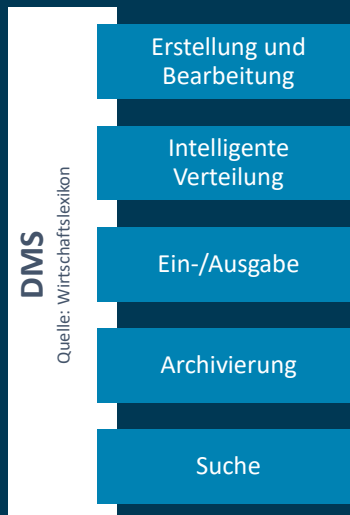 DMS
Quelle: Wirtschaftslexikon
Erstellung und
Bearbeitung
Intelligente
Verteilung
Ein-/Ausgabe
Archivierung
Suche